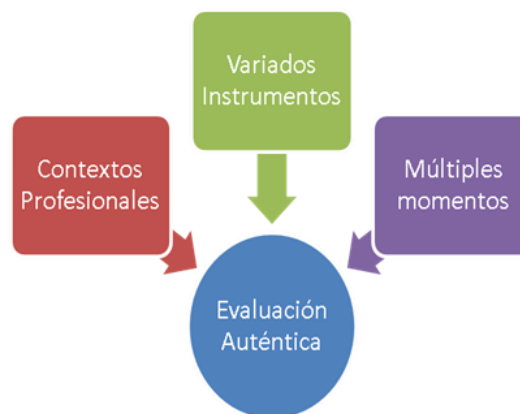 Variados
Instrumentos
Contextos
Profesionales
Múltiples
momentos
Evaluación
Auténtica